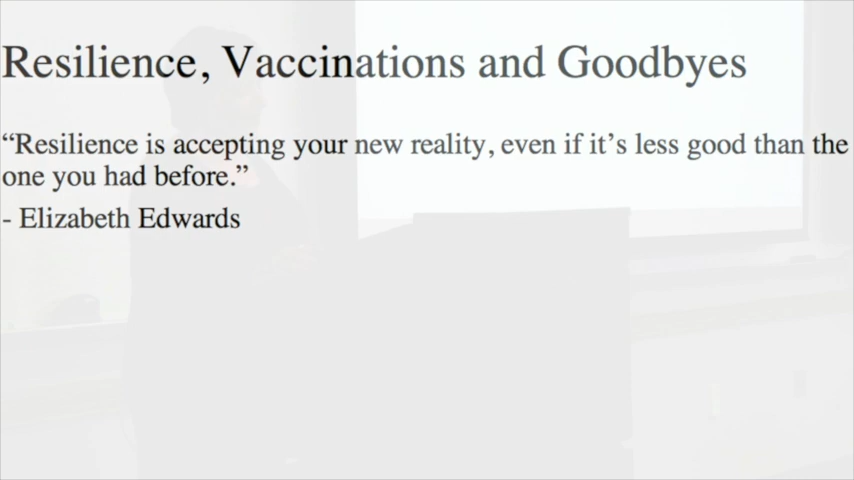 Resilience, Vaccinations and Goodbyes
“Resilience is accepting your new reality, even if it’s less good than the
one you had before.”
- Elizabeth Edwards